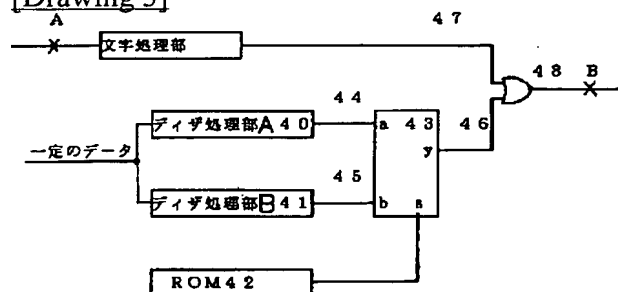 [Drawing 5]
A
47
文字処理部
48 B
44
ディザ処理部A40
a 43 46
y
一定のデータ
45
ディザ処理部B41
b s
ROM42